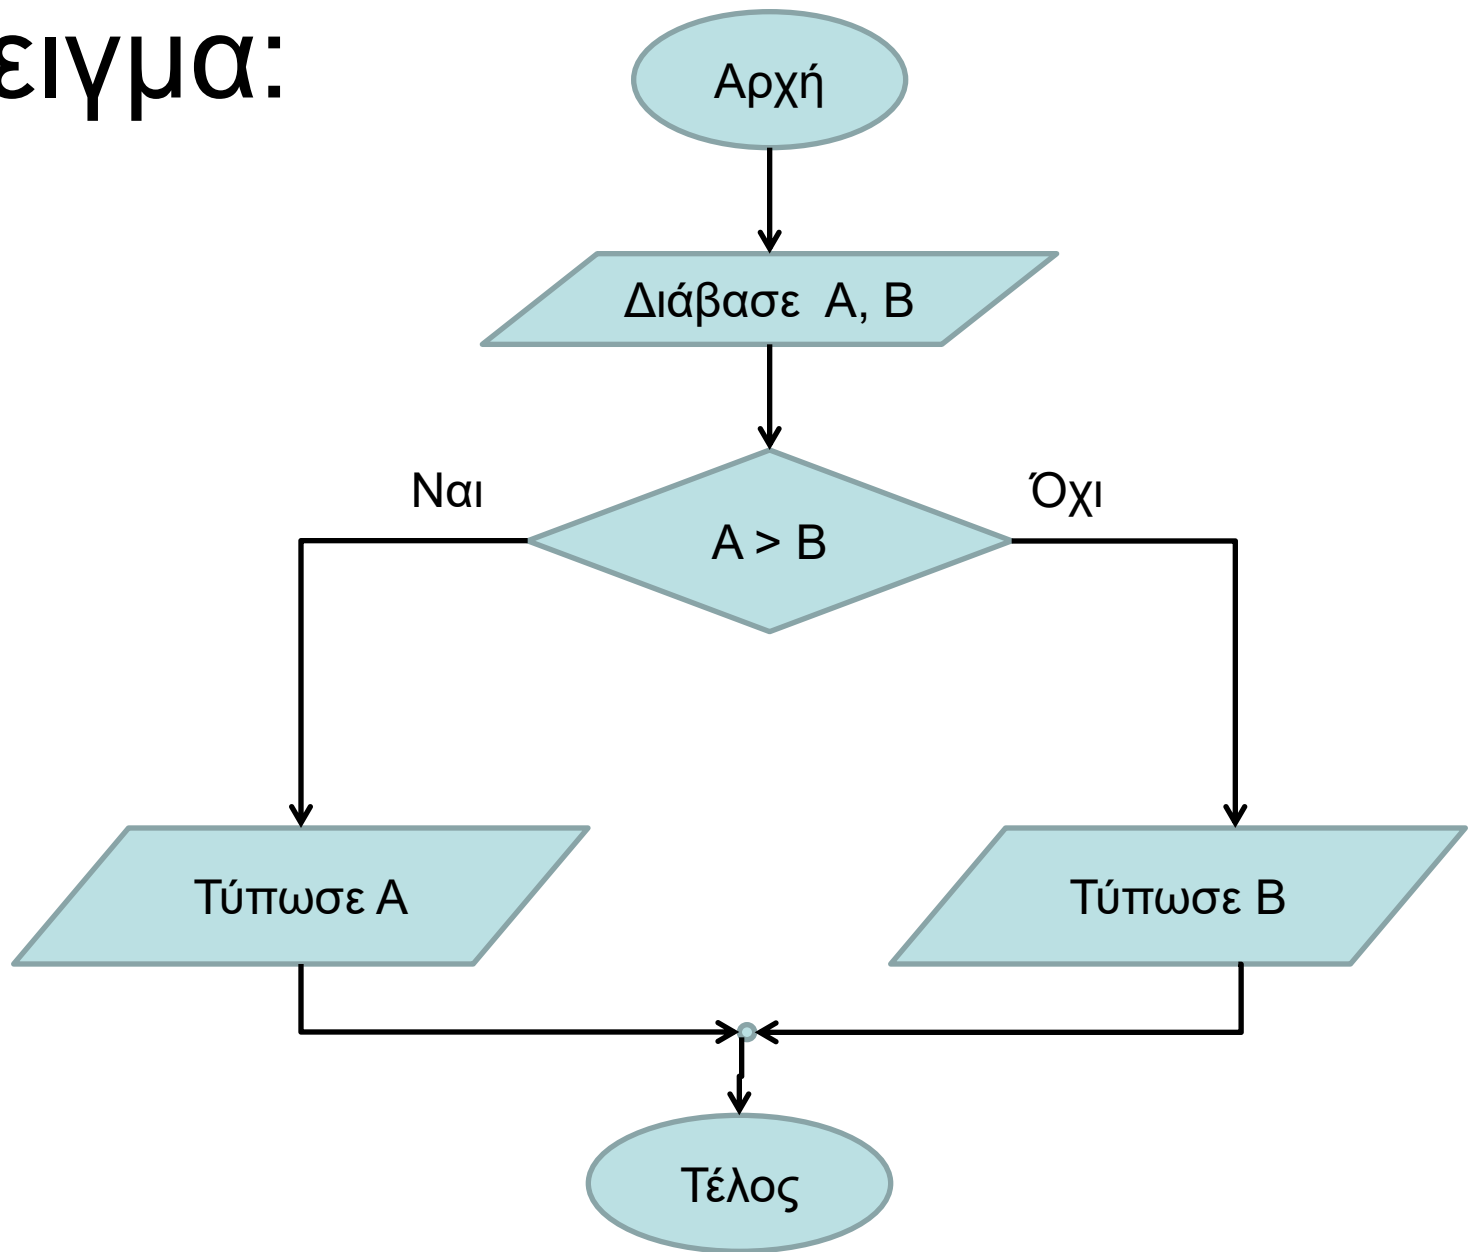 ειγμα:
Αρχή
Διάβασε Α, Β
Ναι
Όχι
Α > Β
Τύπωσε Α
Τύπωσε Β
Τέλος